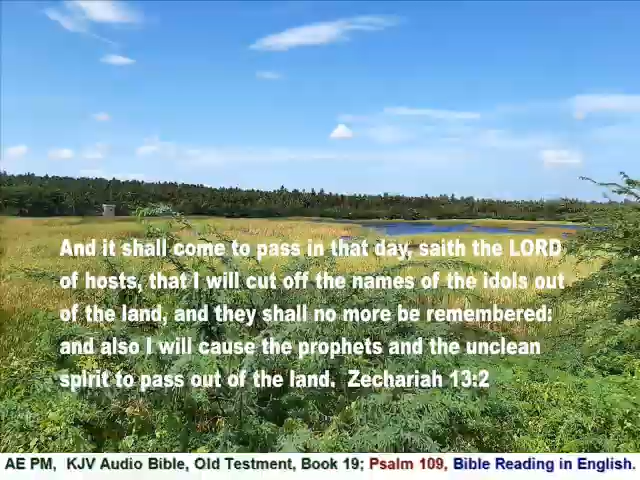 And it shall come to pass in that day, saith the LORD
of hosts, that I will cut off the names of the idols out
of the land, and they shall no more be remembered:
and also I will cause the prophets and the unclean
spirit to pass out of the land.  Zechariah 13:2
AE PM,  KJV Audio Bible, Old Testment, Book 19; Psalm 109, Bible Reading in English.